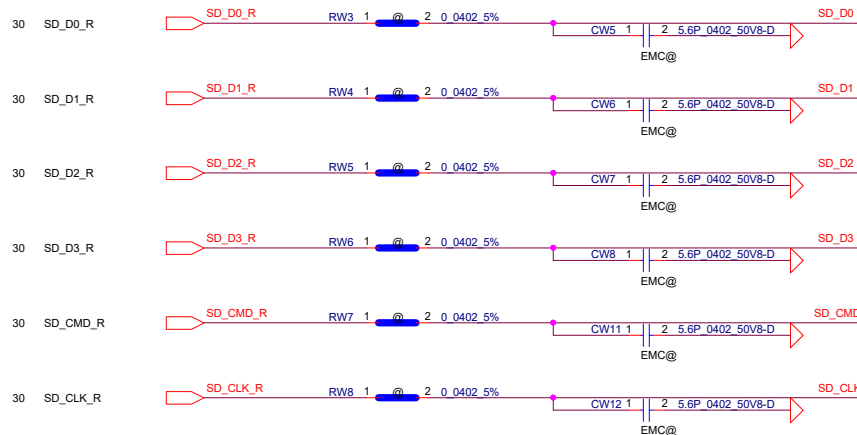 SD_D0_R SD_D0
30 SD_D0_R RW3 1 @ 2 0_0402_5%
CW5 1 2 5.6P_0402_50V8-D
EMC@
SD_D1_R SD_D1
30 SD_D1_R RW4 1 @ 2 0_0402_5%
CW6 1 2 5.6P_0402_50V8-D
EMC@
SD_D2_R SD_D2
30 SD_D2_R RW5 1 @ 2 0_0402_5%
CW7 1 2 5.6P_0402_50V8-D
EMC@
SD_D3_R SD_D3
30 SD_D3_R RW6 1 @ 2 0_0402_5%
CW8 1 2 5.6P_0402_50V8-D
EMC@
SD_CMD_R SD_CMD
30 SD_CMD_R RW7 1 @ 2 0_0402_5%
CW11 1 2 5.6P_0402_50V8-D
EMC@
SD_CLK_R SD_CLK
30 SD_CLK_R RW8 1 @ 2 0_0402_5%
CW12 1 2 5.6P_0402_50V8-D
EMC@